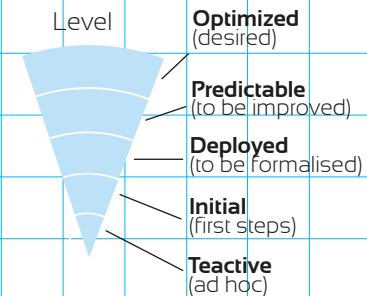 Level
Optimized
(desired)
Predictable
(to be improved)
Deployed
(to be formalised)
Initial
(first steps)
Teactive
(ad hoc)